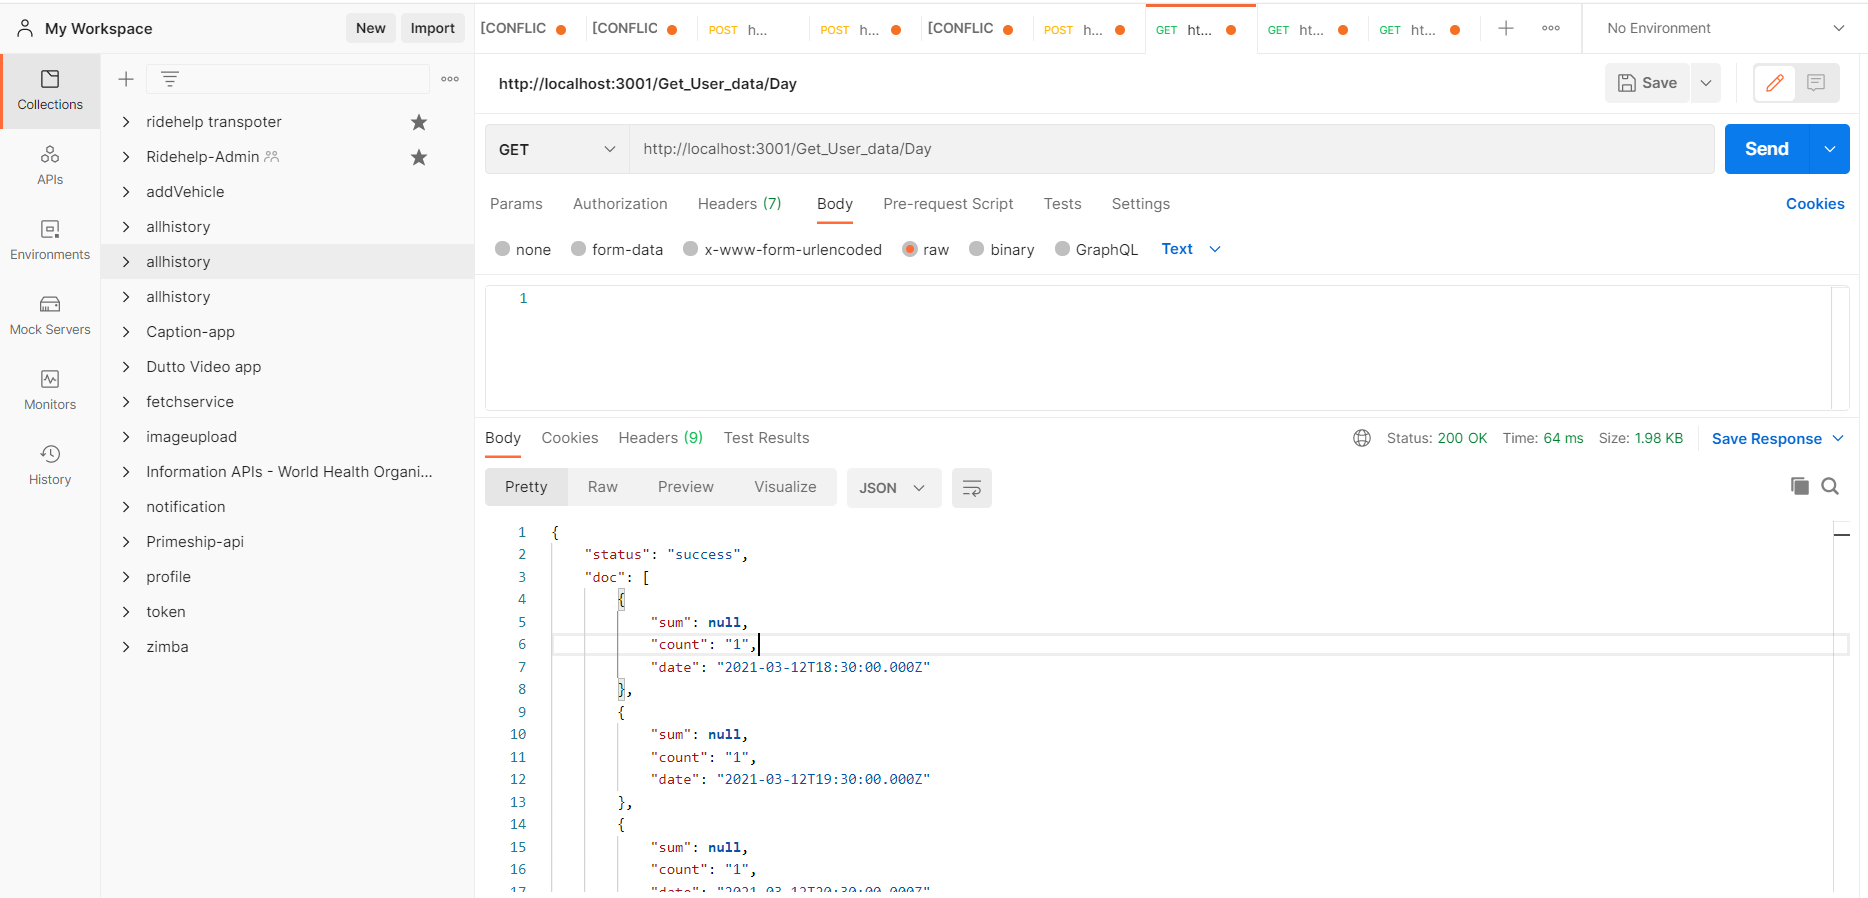 My Workspace
New
Import
[CONFLIC
[CONFLIC
POST h...
POST h...
[CONFLIC
POST h...
GET ht...
GET ht...
GET ht...
No Environment
Collections
APIs
Environments
Mock Servers
Monitors
History
ridehelp transpoter
Ridehelp-Admin
addVehicle
allhistory
allhistory
allhistory
Caption-app
Dutto Video app
fetchservice
imageupload
Information APIs - World Health Organi...
notification
Primeship-api
profile
token
zimba
http://localhost:3001/Get_User_data/Day
Save
GET
http://localhost:3001/Get_User_data/Day
Send
Params Authorization Headers (7) Body Pre-request Script Tests Settings
Cookies
none form-data x-www-form-urlencoded raw binary GraphQL Text
1
Body Cookies Headers (9) Test Results
Status: 200 OK Time: 64 ms Size: 1.98 KB
Save Response
Pretty Raw Preview Visualize JSON
1 {
2 "status": "success",
3 "doc": [
4 {
5 "sum": null,
6 "count": "1",
7 "date": "2021-03-12T18:30:00.000Z"
8 },
9 {
10 "sum": null,
11 "count": "1",
12 "date": "2021-03-12T19:30:00.000Z"
13 },
14 {
15 "sum": null,
16 "count": "1",
17 "date": "2021-03-12T20:30:00.000Z"